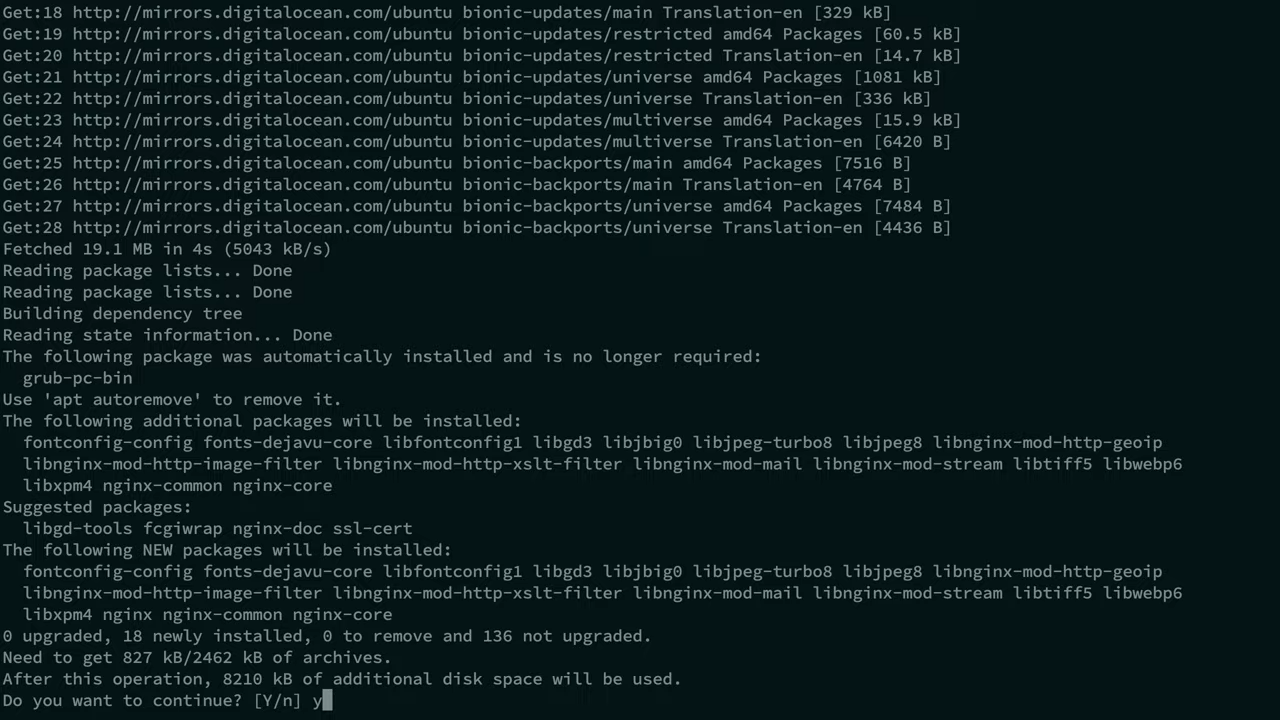 Get:18 http://mirrors.digitalocean.com/ubuntu bionic-updates/main Translation-en [329 kB]
Get:19 http://mirrors.digitalocean.com/ubuntu bionic-updates/restricted amd64 Packages [60.5 kB]
Get:20 http://mirrors.digitalocean.com/ubuntu bionic-updates/restricted Translation-en [14.7 kB]
Get:21 http://mirrors.digitalocean.com/ubuntu bionic-updates/universe amd64 Packages [1081 kB]
Get:22 http://mirrors.digitalocean.com/ubuntu bionic-updates/universe Translation-en [336 kB]
Get:23 http://mirrors.digitalocean.com/ubuntu bionic-updates/multiverse amd64 Packages [15.9 kB]
Get:24 http://mirrors.digitalocean.com/ubuntu bionic-updates/multiverse Translation-en [6420 B]
Get:25 http://mirrors.digitalocean.com/ubuntu bionic-backports/main amd64 Packages [7516 B]
Get:26 http://mirrors.digitalocean.com/ubuntu bionic-backports/main Translation-en [4764 B]
Get:27 http://mirrors.digitalocean.com/ubuntu bionic-backports/universe amd64 Packages [7484 B]
Get:28 http://mirrors.digitalocean.com/ubuntu bionic-backports/universe Translation-en [4436 B]
Fetched 19.1 MB in 4s (5043 kB/s)
Reading package lists... Done
Reading package lists... Done
Building dependency tree
Reading state information... Done
The following package was automatically installed and is no longer required:
  grub-pc-bin
Use 'apt autoremove' to remove it.
The following additional packages will be installed:
  fontconfig-config fonts-dejavu-core libfontconfig1 libgd3 libjbig0 libjpeg-turbo8 libjpeg8 libnginx-mod-http-geoip
  libnginx-mod-http-image-filter libnginx-mod-http-xslt-filter libnginx-mod-mail libnginx-mod-stream libtiff5 libwebp6
  libxpm4 nginx-common nginx-core
Suggested packages:
  libgd-tools fcgiwrap nginx-doc ssl-cert
The following NEW packages will be installed:
  fontconfig-config fonts-dejavu-core libfontconfig1 libgd3 libjbig0 libjpeg-turbo8 libjpeg8 libnginx-mod-http-geoip
  libnginx-mod-http-image-filter libnginx-mod-http-xslt-filter libnginx-mod-mail libnginx-mod-stream libtiff5 libwebp6
  libxpm4 nginx nginx-common nginx-core
0 upgraded, 18 newly installed, 0 to remove and 136 not upgraded.
Need to get 827 kB/2462 kB of archives.
After this operation, 8210 kB of additional disk space will be used.
Do you want to continue? [Y/n] y